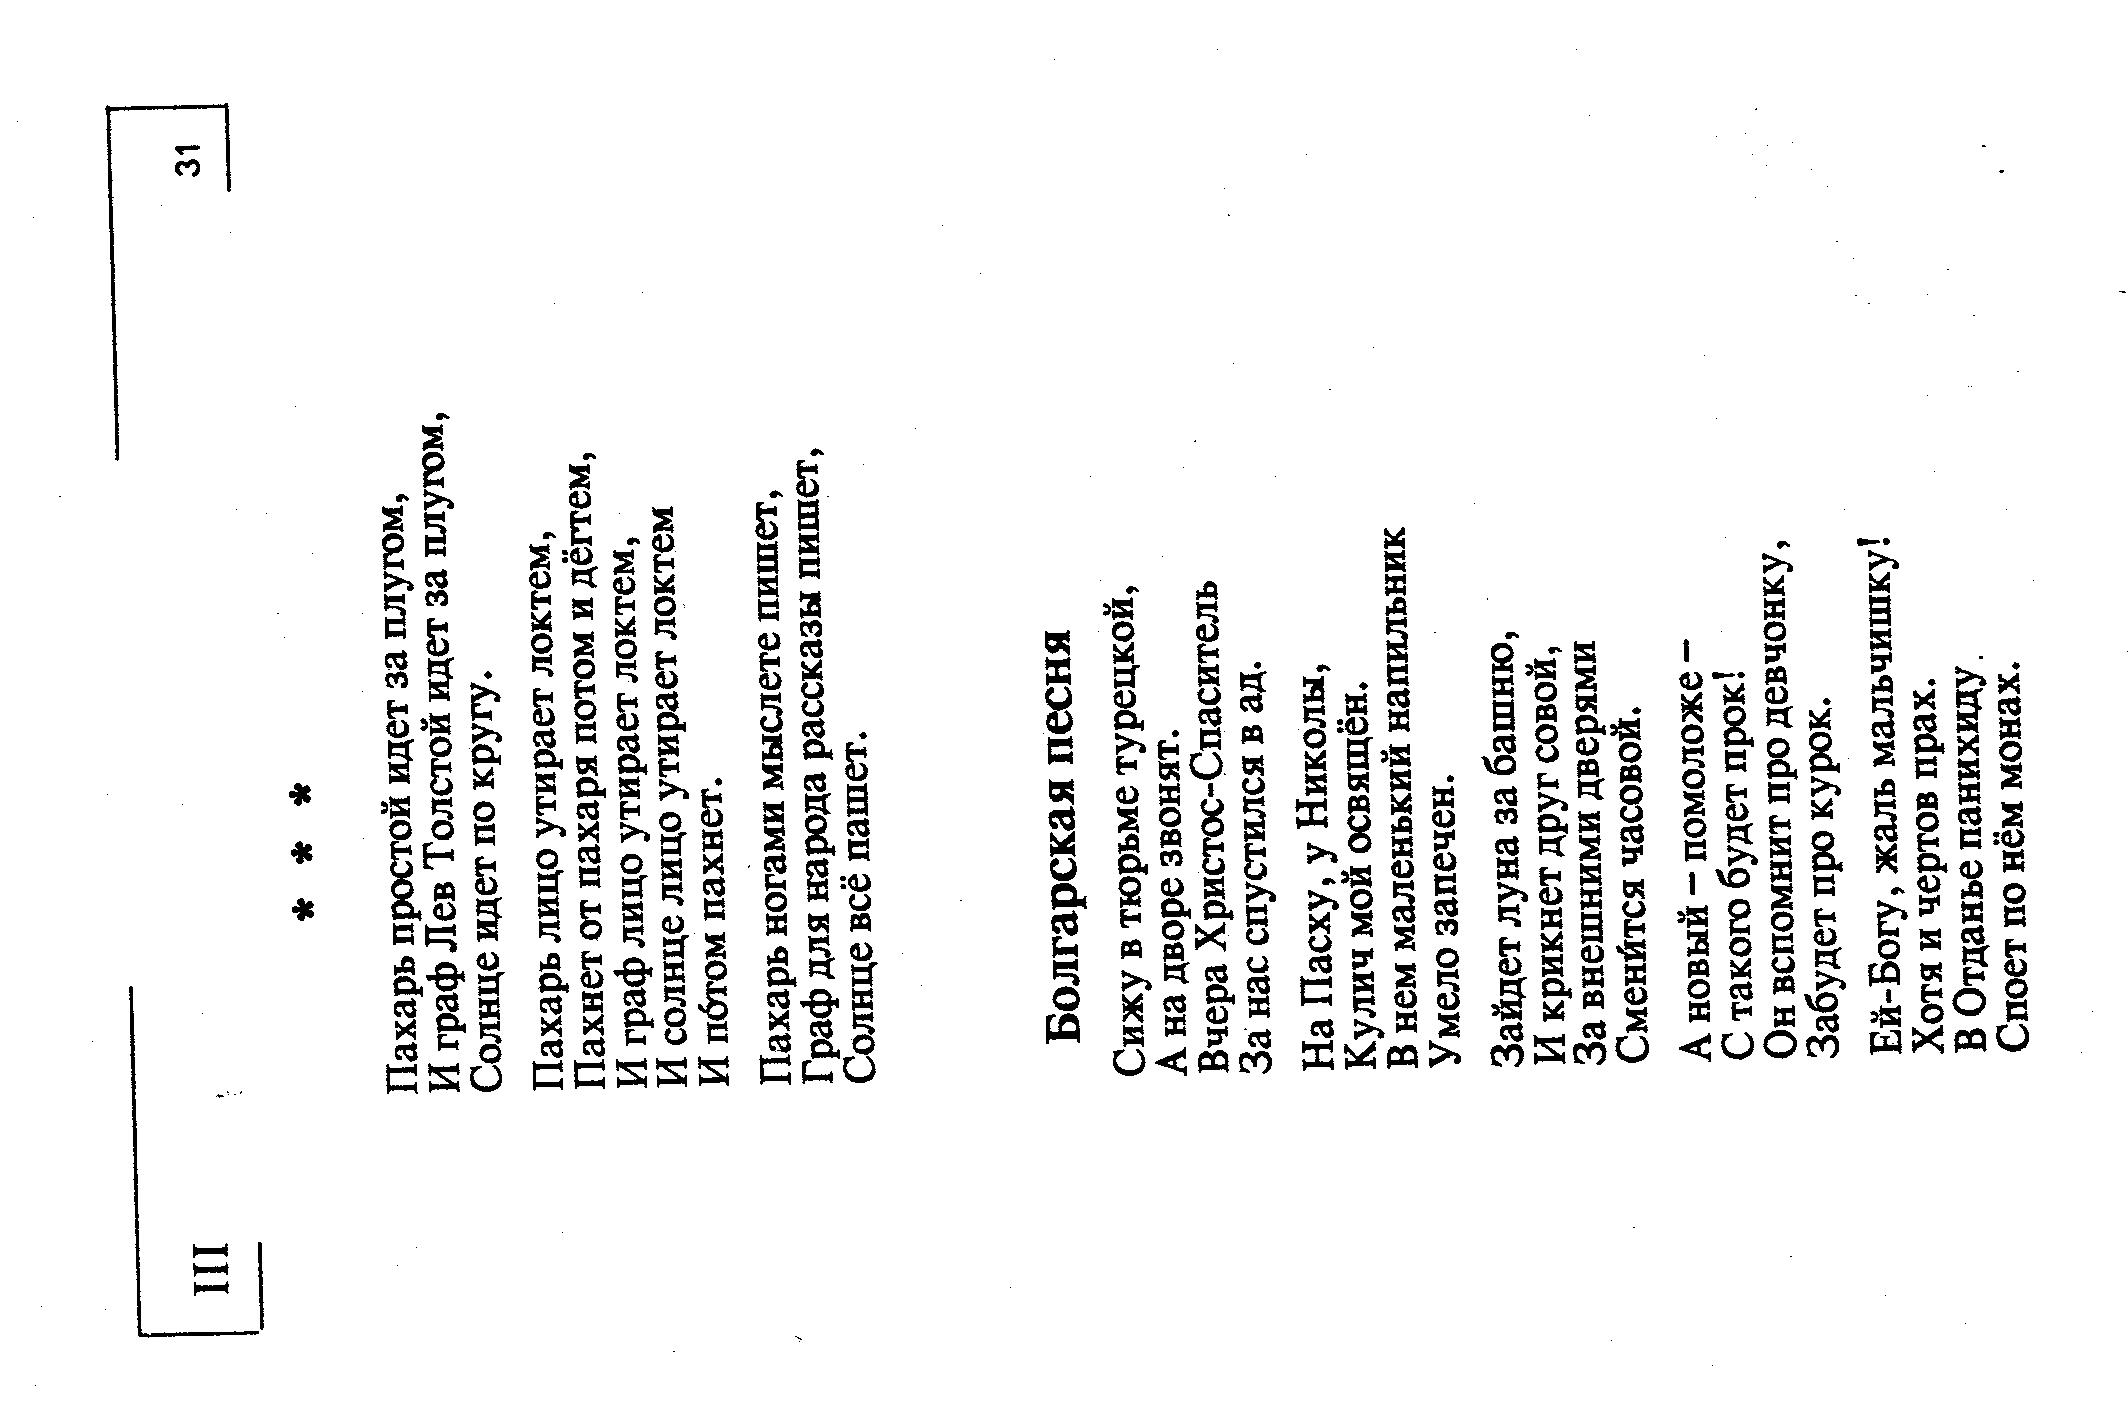 III
31
* * *
Пахарь простой идет за плугом,
И граф Лев Толстой идет за плугом,
Солнце идет по кругу.
Пахарь лицо утирает локтем,
Пахнет от пахаря потом и дёгтем,
И граф лицо утирает локтем,
И солнце лицо утирает локтем
И по́том пахнет.
Пахарь ногами мыслете пишет,
Граф для народа рассказы пишет,
Солнце всё пашет.
Болгарская песня
Сижу в тюрьме турецкой,
А на дворе звонят.
Вчера Христос-Спаситель
За нас спустился в ад.
На Пасху, у Николы,
Кулич мой освящён.
В нем маленький напильник
Умело запечен.
Зайдет луна за башню,
И крикнет друг совой,
За внешними дверями
Смени́тся часовой.
А новый – помоложе –
С такого будет прок!
Он вспомнит про девчонку,
Забудет про курок.
Ей-Богу, жаль мальчишку!
Хотя и чертов прах.
В Отданье панихиду
Споет по нём монах.